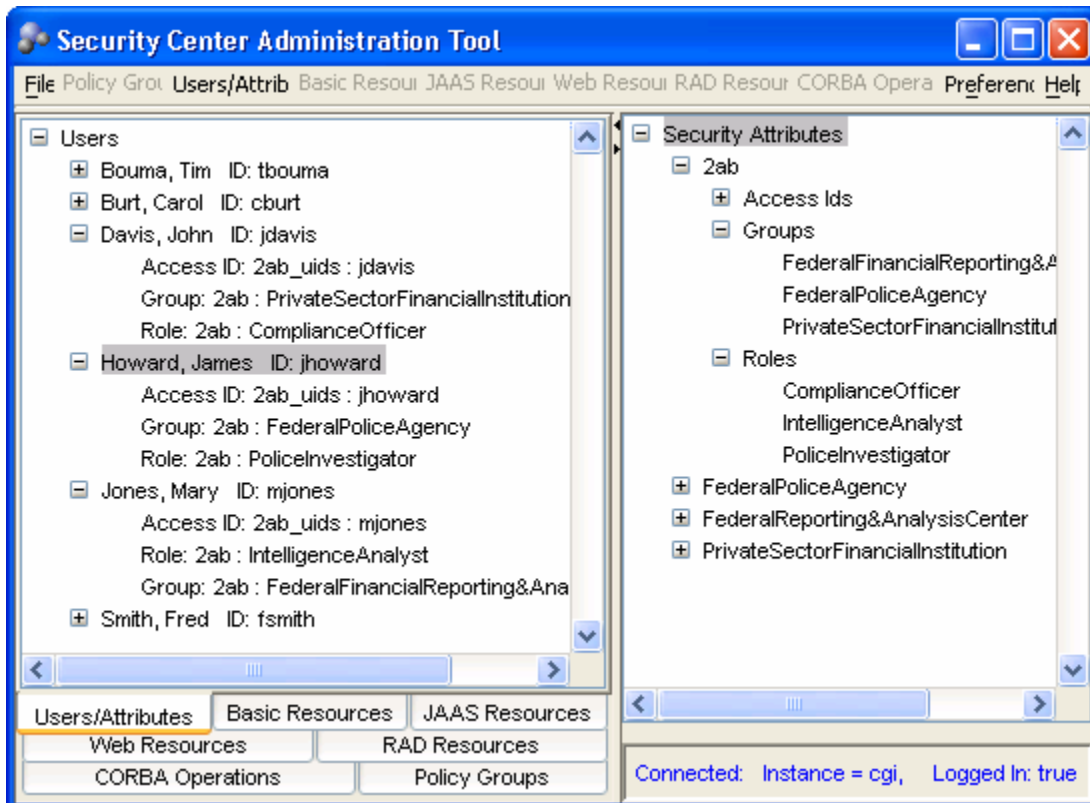 Security Center Administration Tool
File Policy Grou Users/Attrib Basic Resour JAAS Resour Web Resour RAD Resour CORBA Opera Preferenc Help
Users
Bouma, Tim ID: tbouma
Burt, Carol ID: cburt
Davis, John ID: jdavis
Access ID: 2ab_uids : jdavis
Group: 2ab : PrivateSectorFinancialInstitution
Role: 2ab : ComplianceOfficer
Howard, James ID: jhoward
Access ID: 2ab_uids : jhoward
Group: 2ab : FederalPoliceAgency
Role: 2ab : PoliceInvestigator
Jones, Mary ID: mjones
Access ID: 2ab_uids : mjones
Role: 2ab : IntelligenceAnalyst
Group: 2ab : FederalFinancialReporting&Ana
Smith, Fred ID: fsmith
Users/Attributes Basic Resources JAAS Resources
Web Resources RAD Resources
CORBA Operations Policy Groups
Security Attributes
2ab
Access Ids
Groups
FederalFinancialReporting&A
FederalPoliceAgency
PrivateSectorFinancialInstitut
Roles
ComplianceOfficer
IntelligenceAnalyst
PoliceInvestigator
FederalPoliceAgency
FederalReporting&AnalysisCenter
PrivateSectorFinancialInstitution
Connected: Instance = cgi, Logged In: true